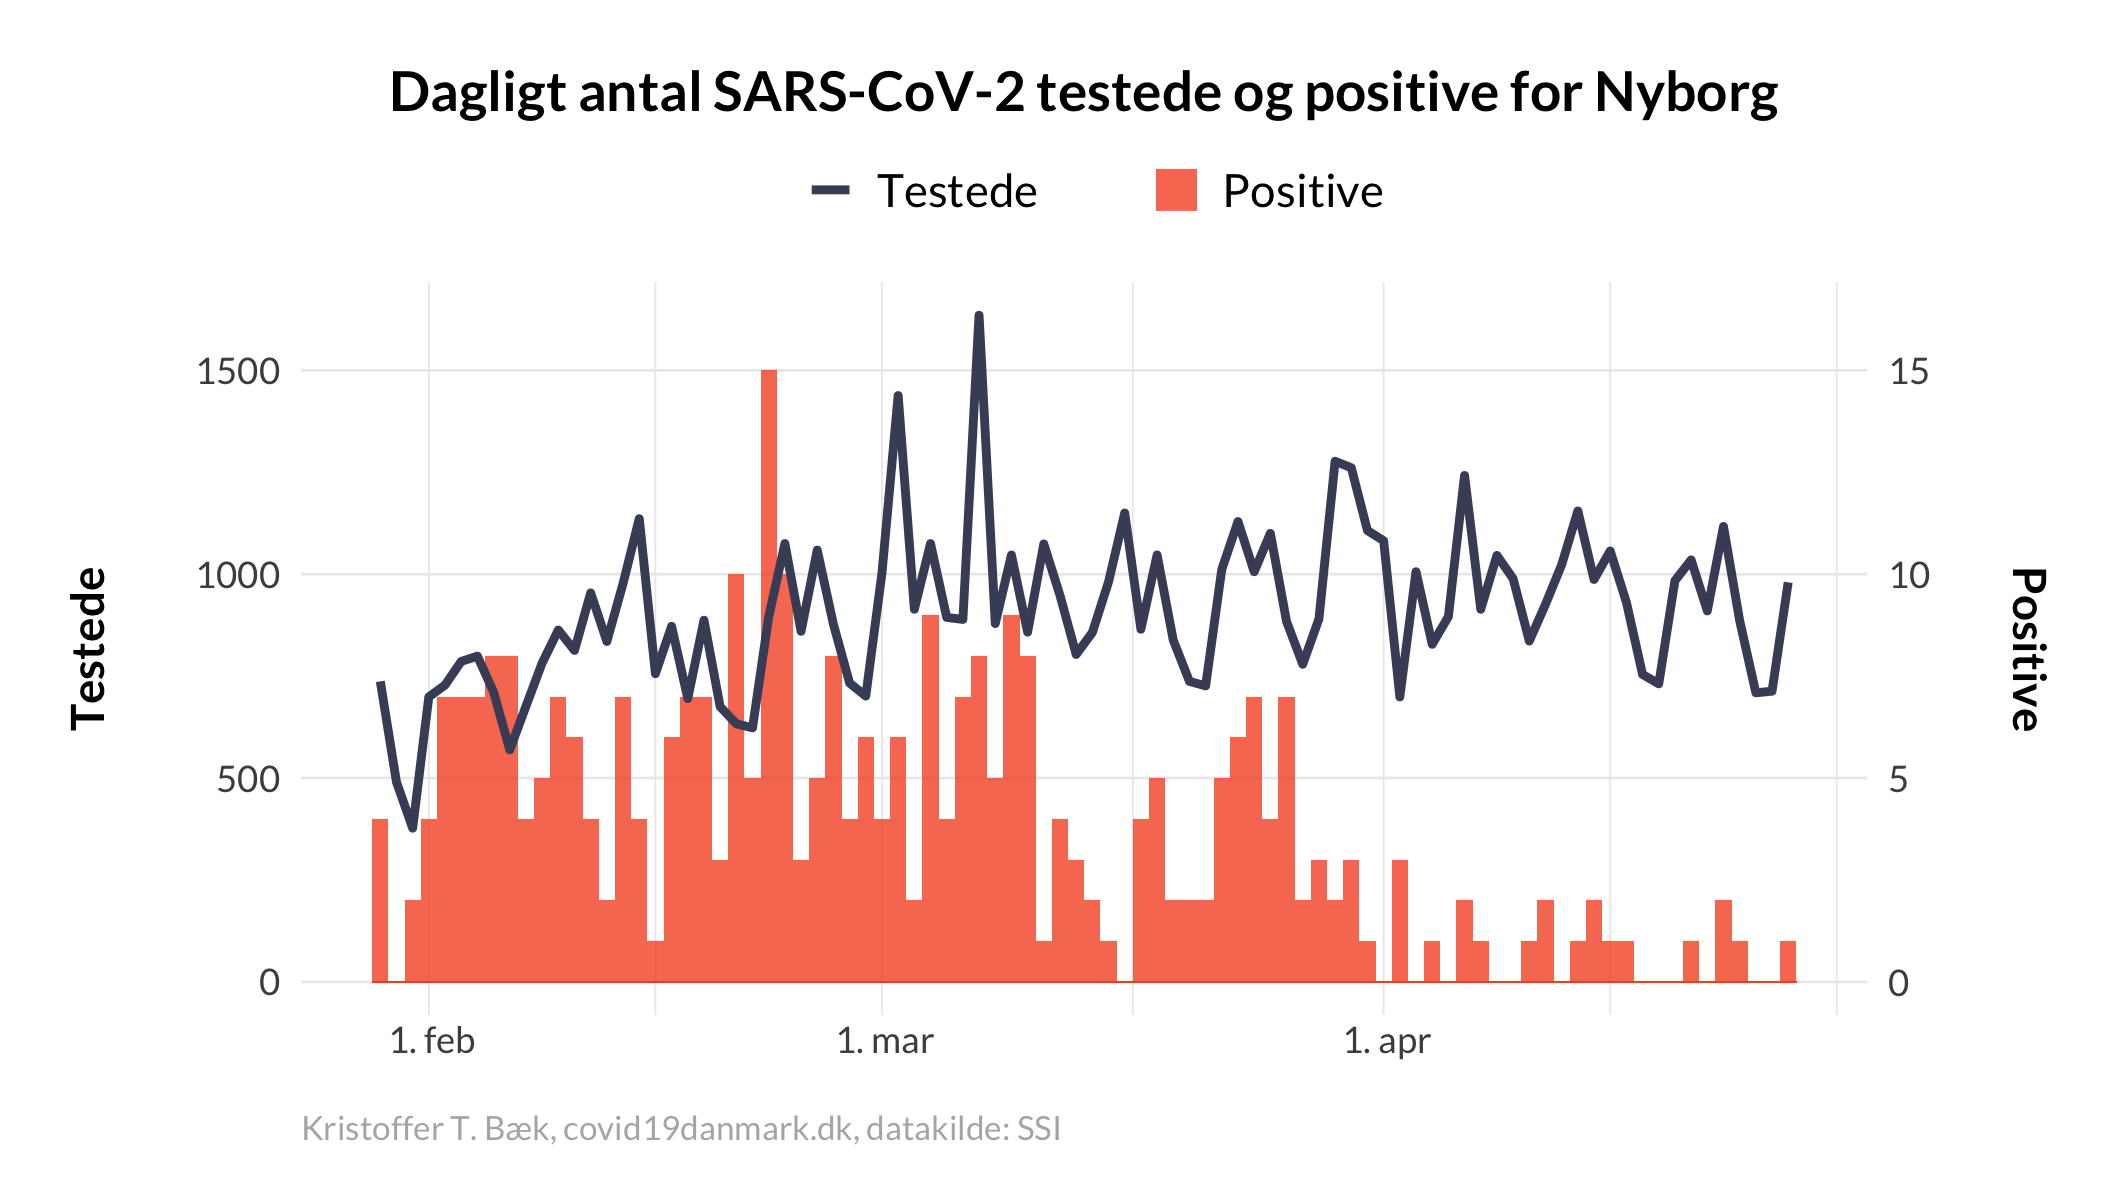 Dagligt antal SARS-CoV-2 testede og positive for Nyborg
Testede Positive
1500 15
1000 10
500 5
0 0
Testede
Positive
1. feb 1. mar 1. apr
Kristoffer T. Bæk, covid19danmark.dk, datakilde: SSI